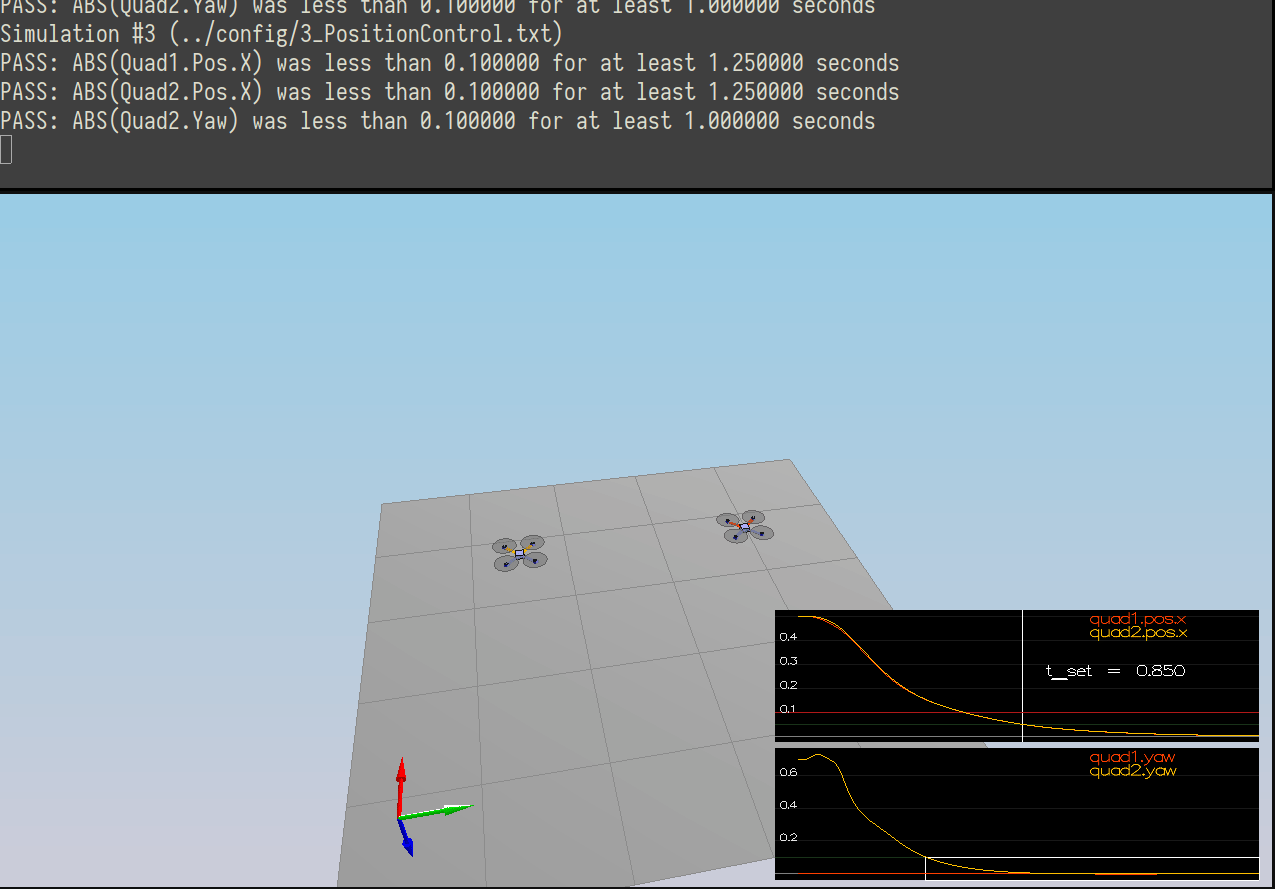 PASS: ABS(Quad2.Yaw) was less than 0.100000 for at least 1.000000 seconds
Simulation #3 (../config/3_PositionControl.txt)
PASS: ABS(Quad1.Pos.X) was less than 0.100000 for at least 1.250000 seconds
PASS: ABS(Quad2.Pos.X) was less than 0.100000 for at least 1.250000 seconds
PASS: ABS(Quad2.Yaw) was less than 0.100000 for at least 1.000000 seconds
quad1.pos.x
quad2.pos.x
0.4
0.3
t_set = 0.850
0.2
0.1
quad1.yaw
quad2.yaw
0.6
0.4
0.2